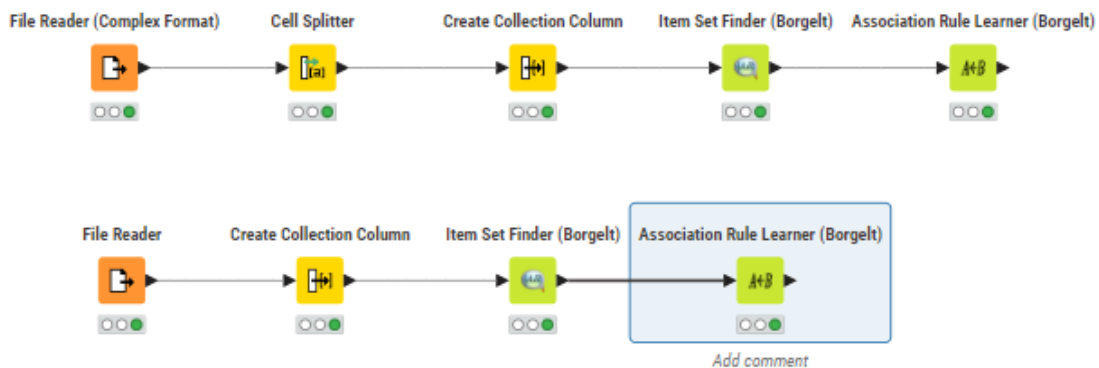 File Reader (Complex Format) Cell Splitter Create Collection Column Item Set Finder (Borgelt) Association Rule Learner (Borgelt)
[a]
A+B
File Reader Create Collection Column Item Set Finder (Borgelt) Association Rule Learner (Borgelt)
A+B
Add comment